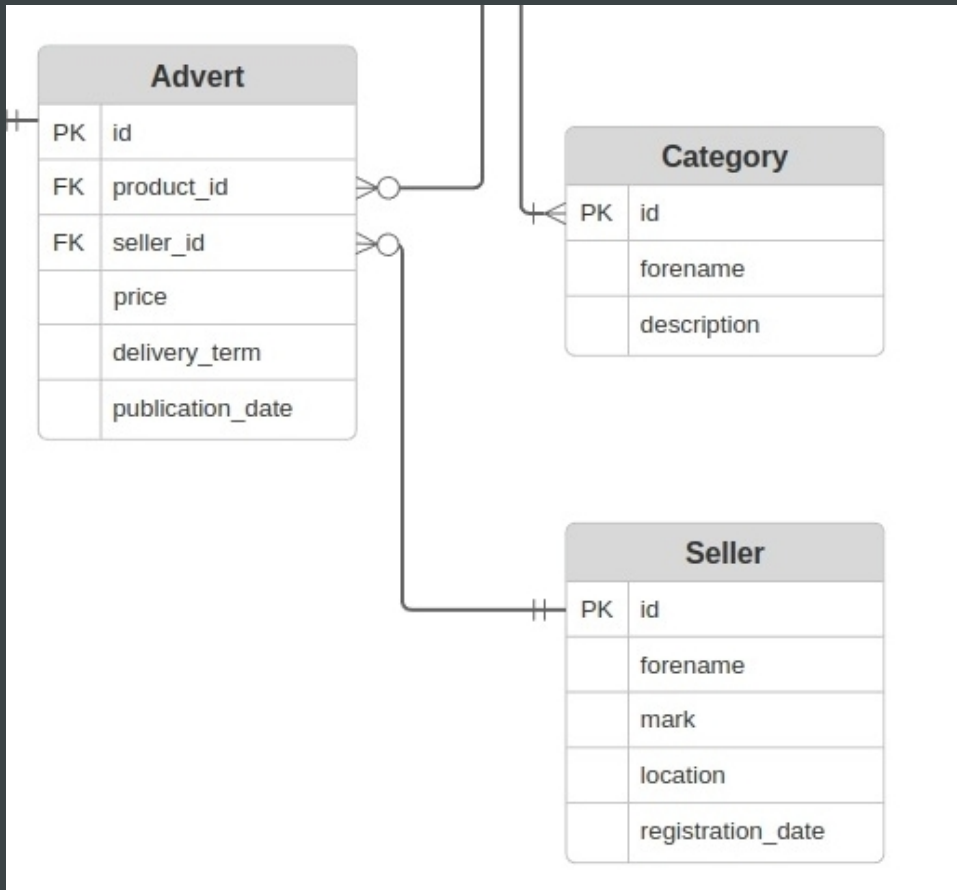 Advert
PK id
FK product_id
FK seller_id
price
delivery_term
publication_date
Category
PK id
forename
description
Seller
PK id
forename
mark
location
registration_date